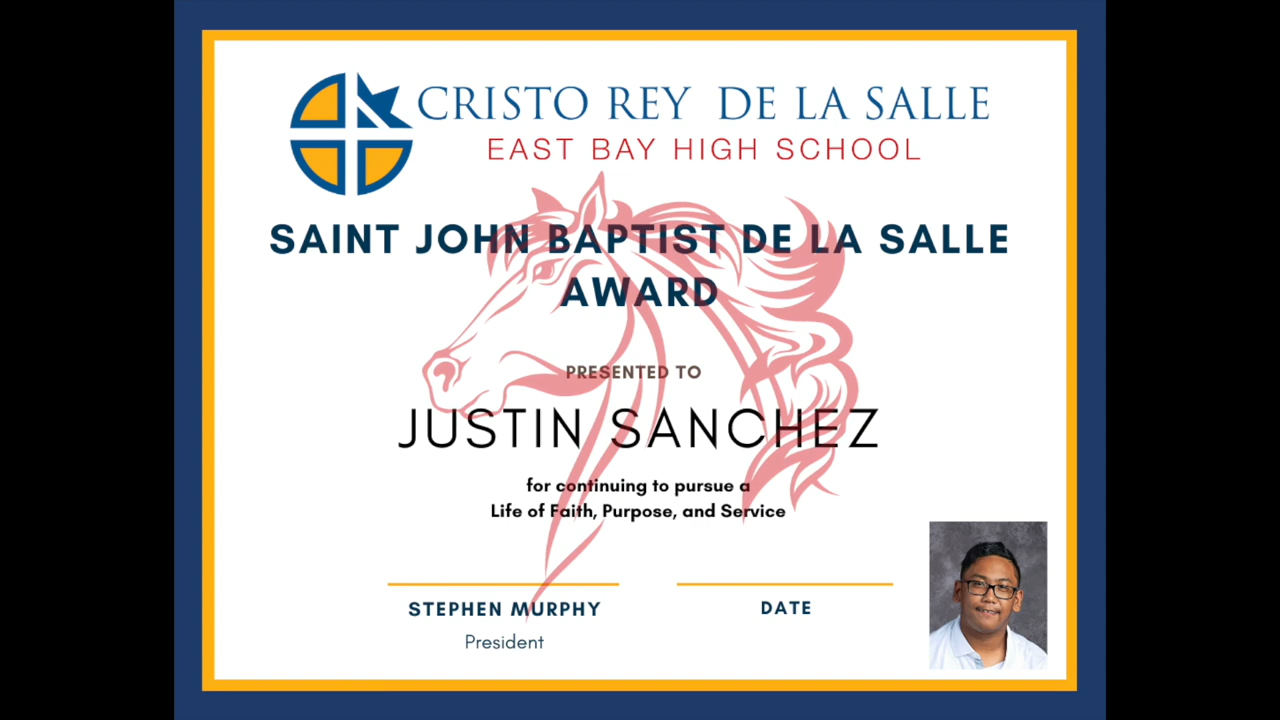 CRISTO REY DE LA SALLE
EAST BAY HIGH SCHOOL
SAINT JOHN BAPTIST DE LA SALLE
AWARD
PRESENTED TO
JUSTIN SANCHEZ
for continuing to pursue a
Life of Faith, Purpose, and Service
STEPHEN MURPHY
President
DATE